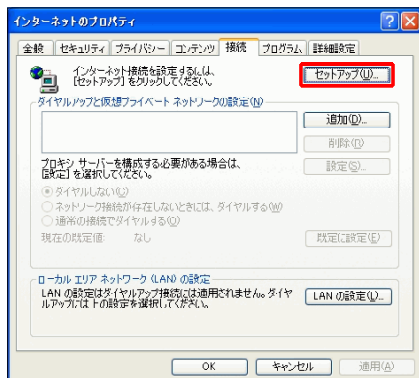 インターネットのプロパティ
全般 セキュリティ プライバシー コンテンツ 接続 プログラム 詳細設定
インターネット接続を設定するには、
[セットアップ] をクリックしてください。
セットアップ(U)...
ダイヤルアップと仮想プライベート ネットワークの設定(N)
追加(D)...
削除(R)
プロキシ サーバーを構成する必要がある場合は、
[設定] を選択してください。
設定(S)...
ダイヤルしない(C)
ネットワーク接続が存在しないときには、ダイヤルする(W)
通常の接続でダイヤルする(O)
現在の既定値: なし
既定に設定(E)
ローカル エリア ネットワーク (LAN) の設定
LAN の設定はダイヤルアップ接続には適用されません。ダイヤ
ルアップには上の設定を選択してください。
LAN の設定(L)...
OK キャンセル 適用(A)